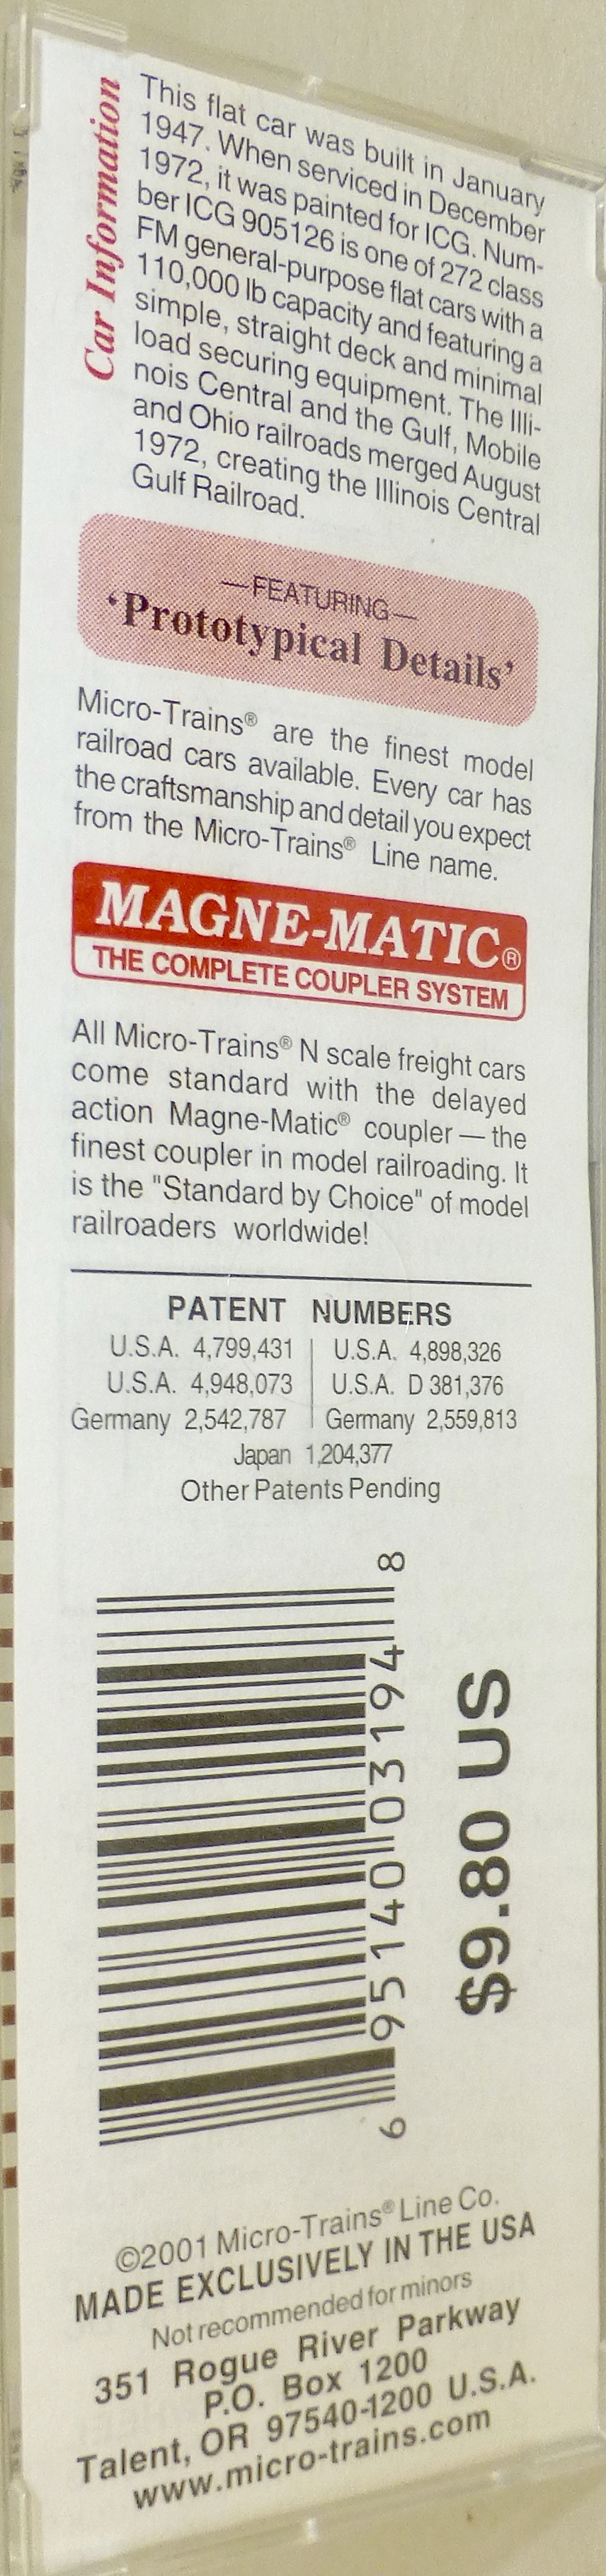 Car Information
This flat car was built in January
1947. When serviced in December
1972, it was painted for ICG. Num-
ber ICG 905126 is one of 272 class
FM general-purpose flat cars with a
110,000 lb capacity and featuring a
simple, straight deck and minimal
load securing equipment. The Illi-
nois Central and the Gulf, Mobile
and Ohio railroads merged August
1972, creating the Illinois Central
Gulf Railroad.
—FEATURING—
‘Prototypical Details’
Micro-Trains® are the finest model
railroad cars available. Every car has
the craftsmanship and detail you expect
from the Micro-Trains® Line name.
MAGNE-MATIC®
THE COMPLETE COUPLER SYSTEM
All Micro-Trains® N scale freight cars
come standard with the delayed
action Magne-Matic® coupler — the
finest coupler in model railroading. It
is the "Standard by Choice" of model
railroaders worldwide!
PATENT NUMBERS
U.S.A. 4,799,431 | U.S.A. 4,898,326
U.S.A. 4,948,073 | U.S.A. D 381,376
Germany 2,542,787 | Germany 2,559,813
Japan 1,204,377
Other Patents Pending
6 95140 03194 8
$9.80 US
©2001 Micro-Trains® Line Co.
MADE EXCLUSIVELY IN THE USA
Not recommended for minors
351 Rogue River Parkway
P.O. Box 1200
Talent, OR 97540-1200 U.S.A.
www.micro-trains.com